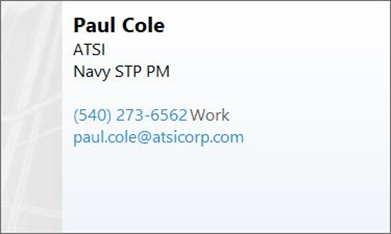 Paul Cole
ATSI
Navy STP PM
(540) 273-6562 Work
paul.cole@atsicorp.com